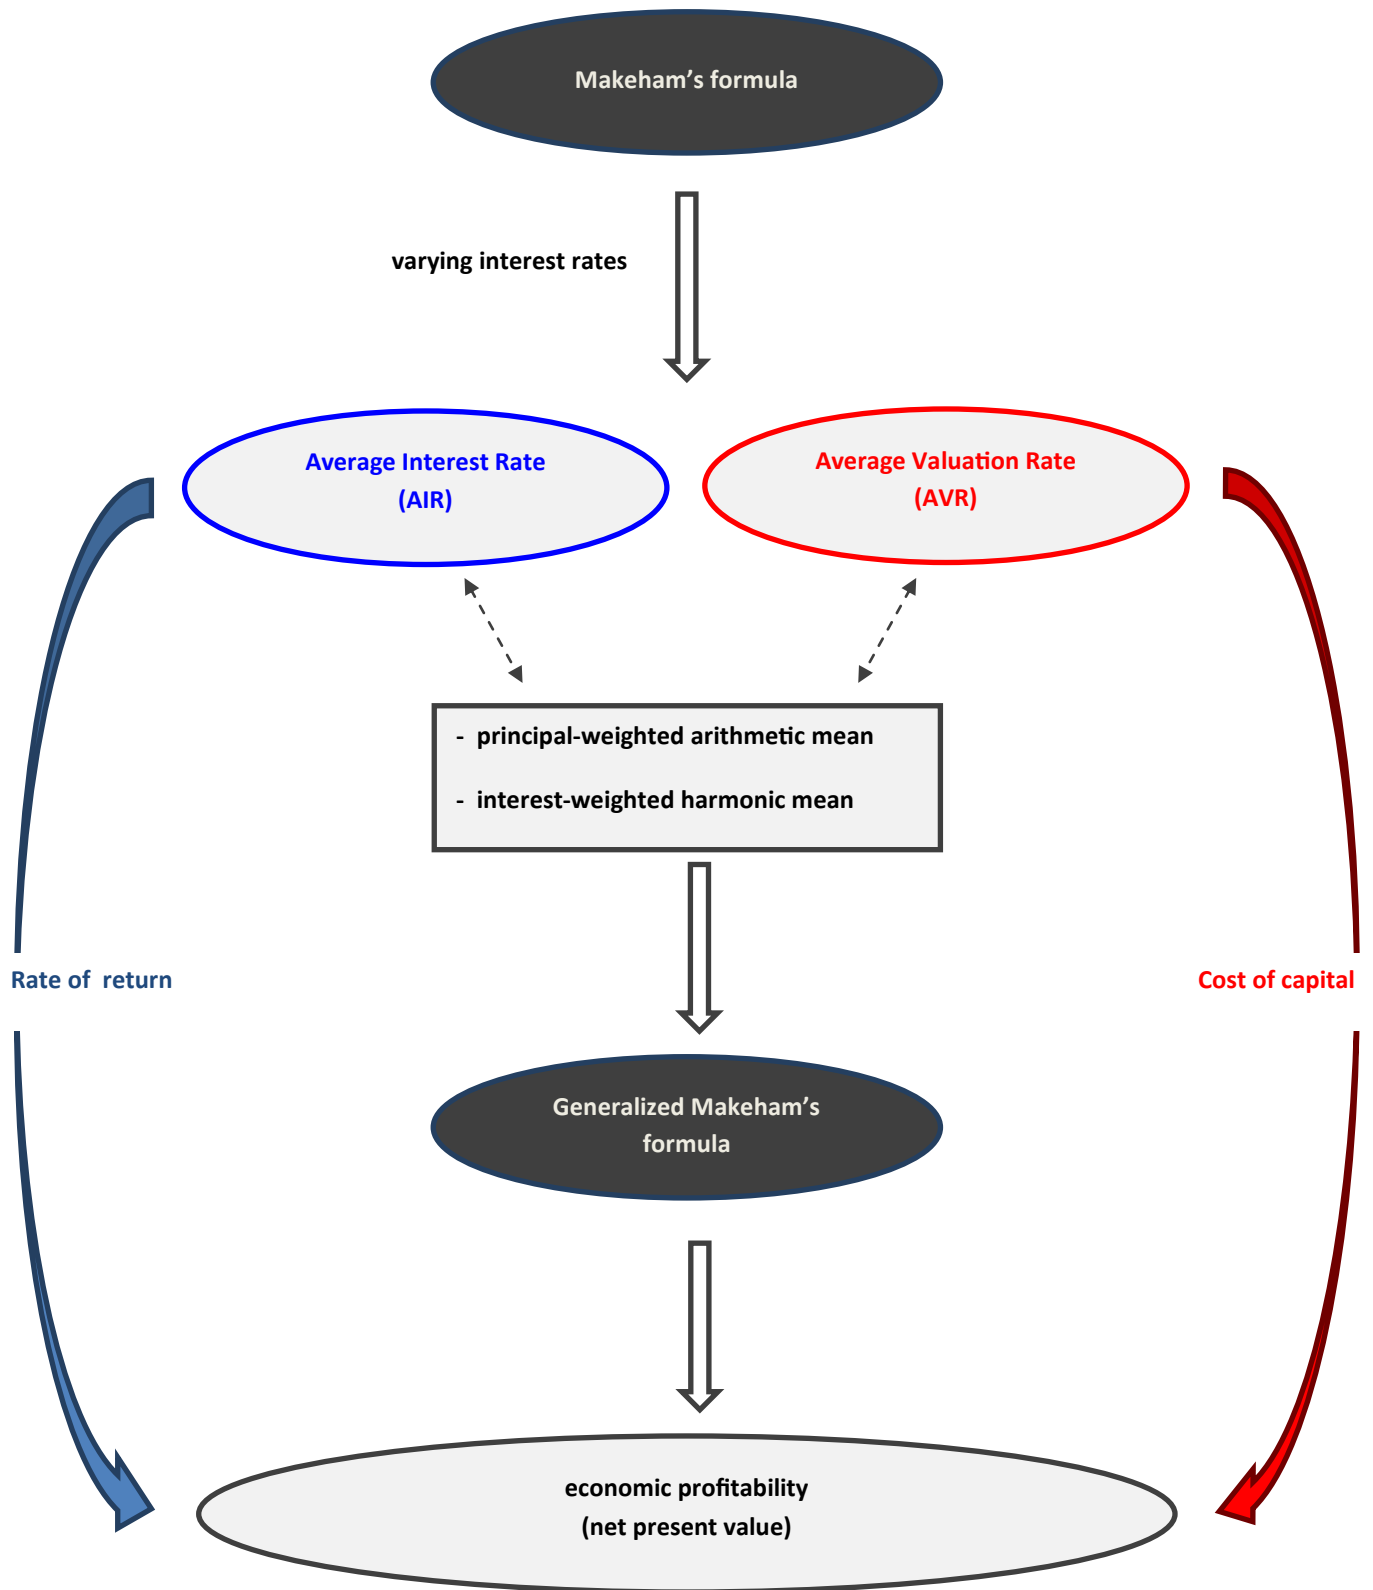 Makeham’s formula
varying interest rates
Average Interest Rate
(AIR)
Average Valuation Rate
(AVR)
- principal-weighted arithmetic mean
- interest-weighted harmonic mean
Rate of  return
Cost of capital
Generalized Makeham’s
formula
economic profitability
(net present value)